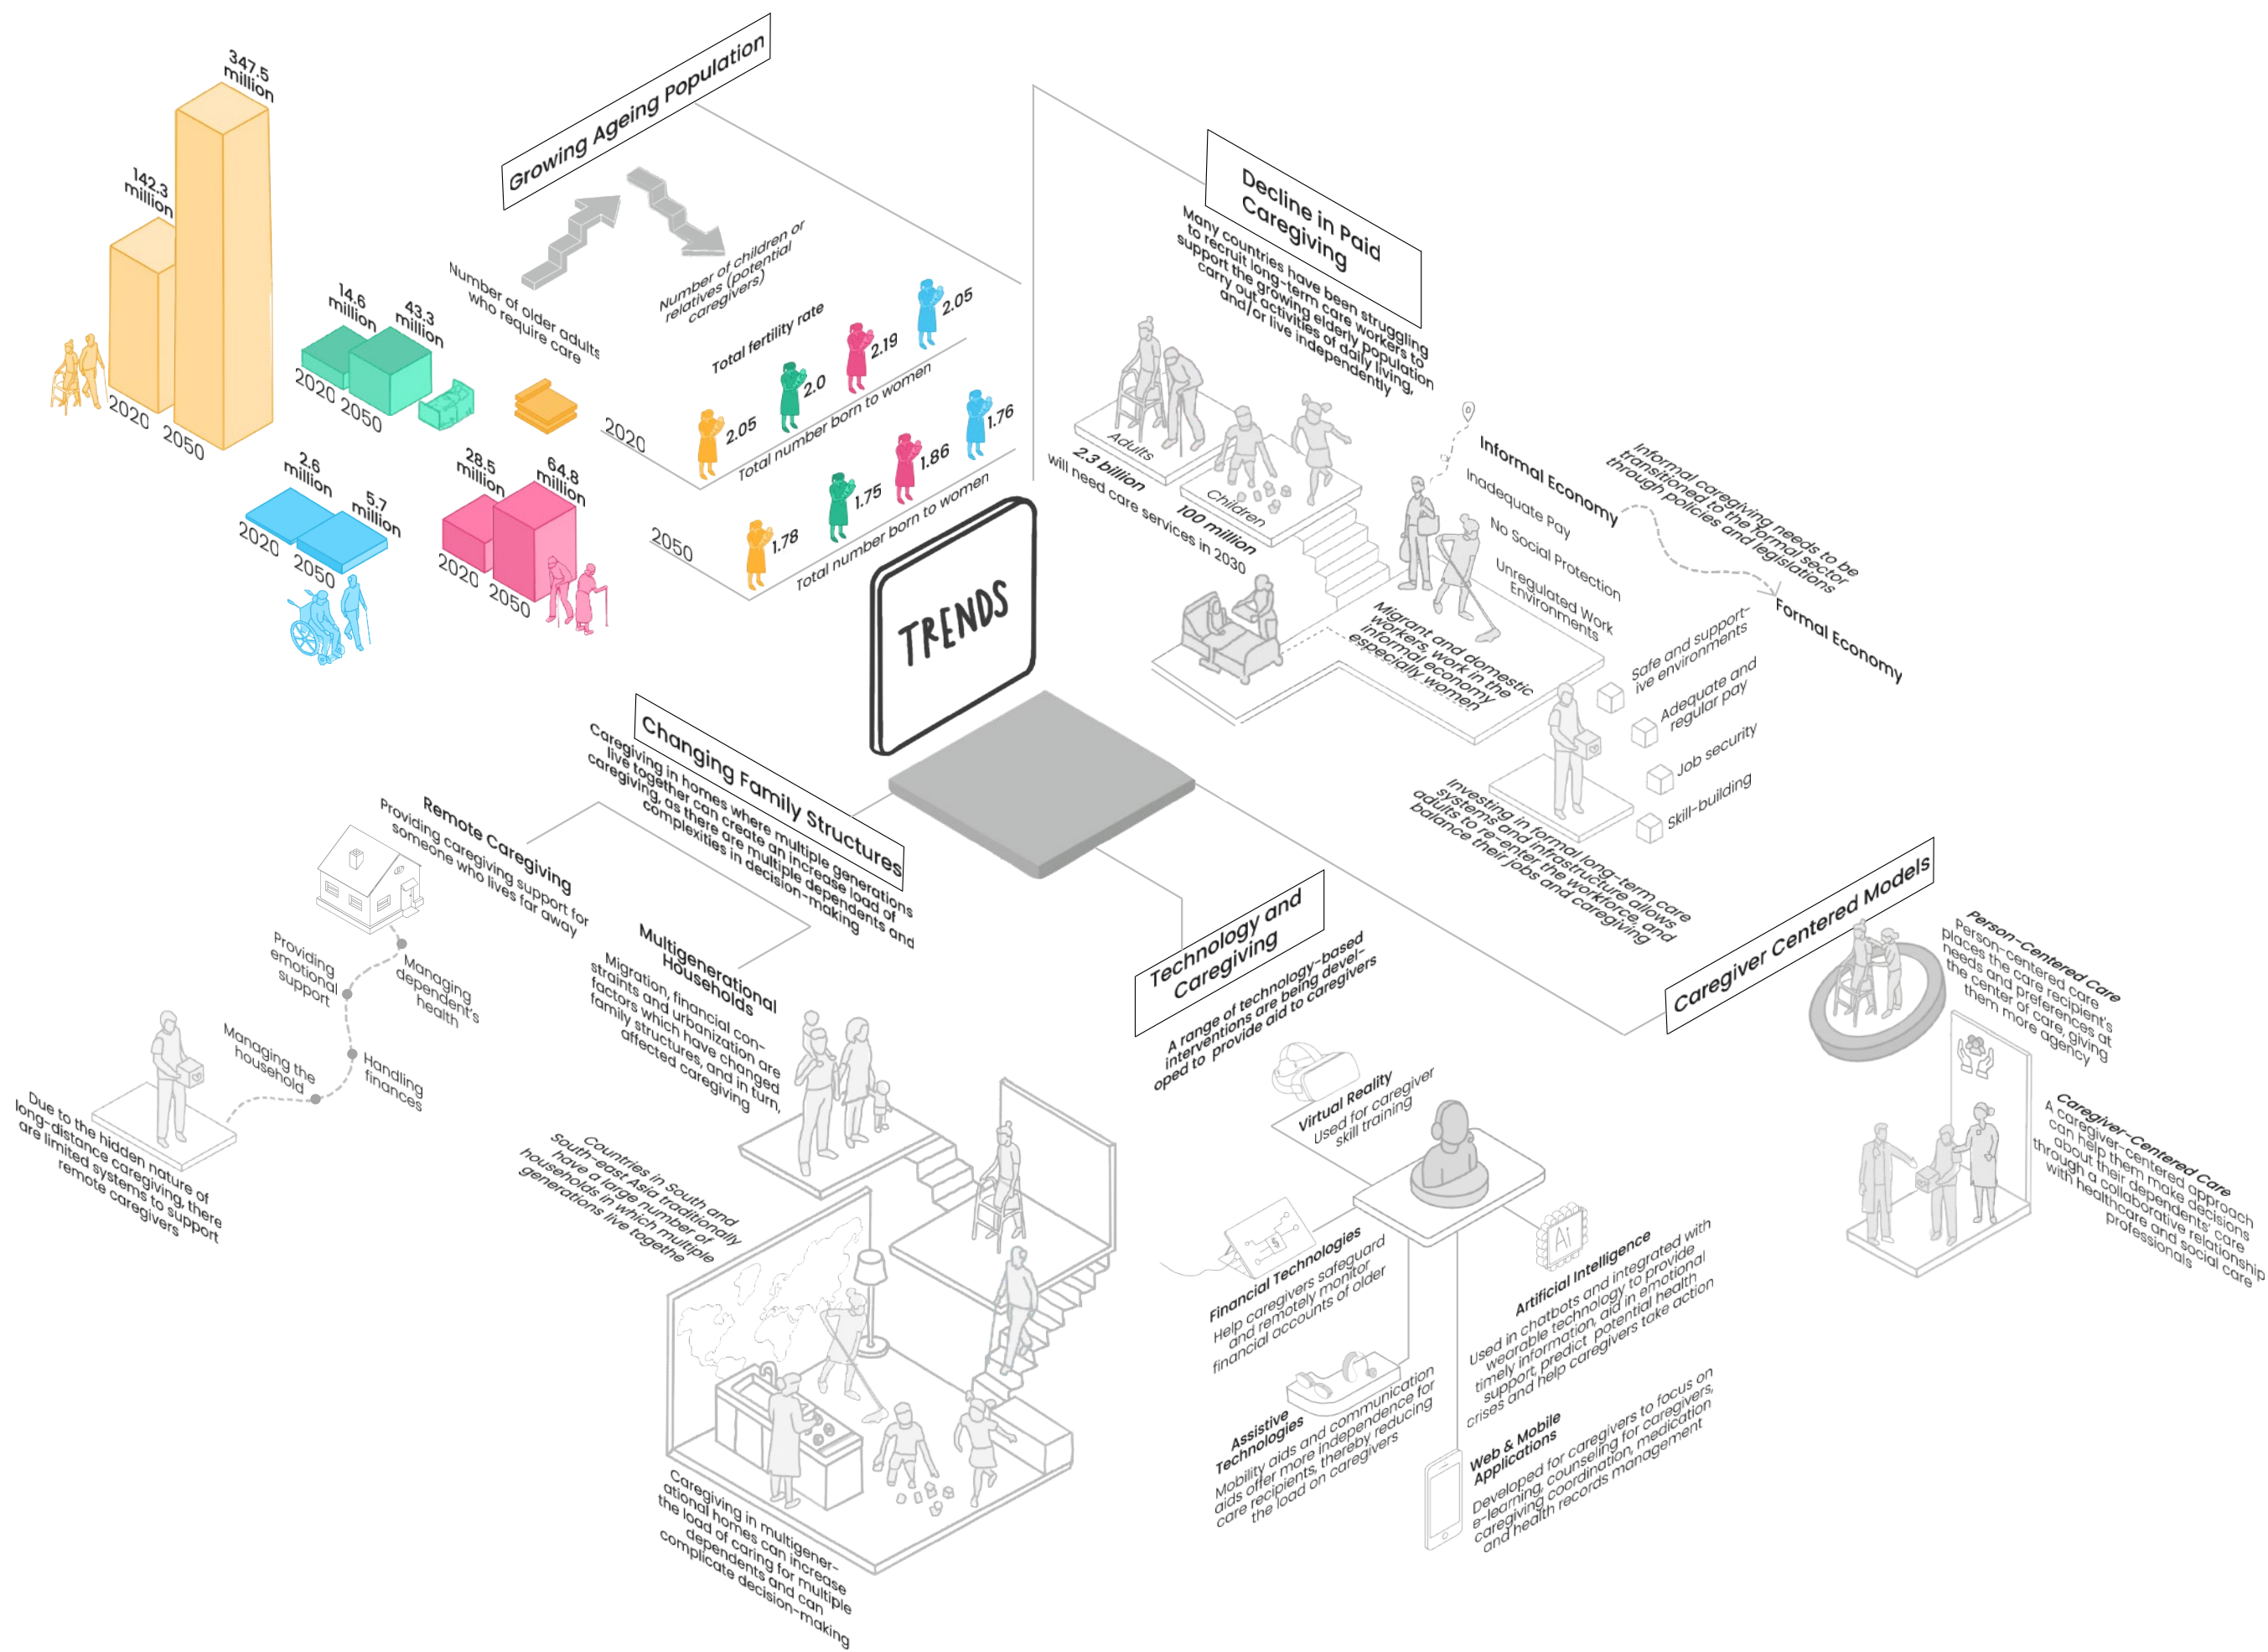 Growing Ageing Population
347.5
million
142.3
million
2020
2050
14.6
million
43.3
million
2020
2050
2.6
million
5.7
million
2020
2050
28.5
million
64.8
million
2020
2050
Number of older adults
who require care
Number of children or
relatives (potential
caregivers)
Total fertility rate
2020
2.05
2.0
2.19
2.05
Total number born to women
2050
1.78
1.75
1.86
1.76
Total number born to women
TRENDS
Decline in Paid
Caregiving
Many countries have been struggling
to recruit long-term care workers to
support the growing elderly population
carry out activities of daily living,
and/or live independently
Adults
2.3 billion
Children
100 million
will need care services in 2030
Informal Economy
Inadequate Pay
No Social Protection
Unregulated Work
Environments
Informal caregiving needs to be
transitioned to the formal sector
through policies and legislations
Formal Economy
Migrant and domestic
workers, work in the
informal economy
especially women
Safe and support-
ive environments
Adequate and
regular pay
Job security
Skill-building
Investing in formal long-term care
systems and infrastructure allows
adults to re-enter the workforce, and
balance their jobs and caregiving
Changing Family Structures
Caregiving in homes where multiple generations
live together can create an increase load of
caregiving, as there are multiple dependents and
complexities in decision-making
Remote Caregiving
Providing caregiving support for
someone who lives far away
Providing
emotional
support
Managing
dependent's
health
Managing the
household
Handling
finances
Due to the hidden nature of
long-distance caregiving, there
are limited systems to support
remote caregivers
Multigenerational
Households
Migration, financial con-
straints and urbanization are
factors which have changed
family structures, and in turn,
affected caregiving
Countries in South and
South-east Asia traditionally
have a large number of
households in which multiple
generations live togethe
Caregiving in multigener-
ational homes can increase
the load of caring for multiple
dependents and can
complicate decision-making
Technology and
Caregiving
A range of technology-based
interventions are being devel-
oped to provide aid to caregivers
Virtual Reality
Used for caregiver
skill training
Financial Technologies
Help caregivers safeguard
and remotely monitor
financial accounts of older
$
Ai
Artificial Intelligence
Used in chatbots and integrated with
wearable technology to provide
timely information, aid in emotional
support, predict potential health
crises and help caregivers take action
Assistive
Technologies
Mobility aids and communication
aids offer more independence for
care recipients, thereby reducing
the load on caregivers
Web & Mobile
Applications
Developed for caregivers to focus on
e-learning, counseling for caregivers,
caregiving coordination, medication
and health records management
Caregiver Centered Models
Person-Centered Care
Person-centered care
places the care recipient's
needs and preferences at
the center of care, giving
them more agency
Caregiver-Centered Care
A caregiver-centered approach
can help them make decisions
about their dependents' care
through a collaborative relationship
with healthcare and social care
professionals